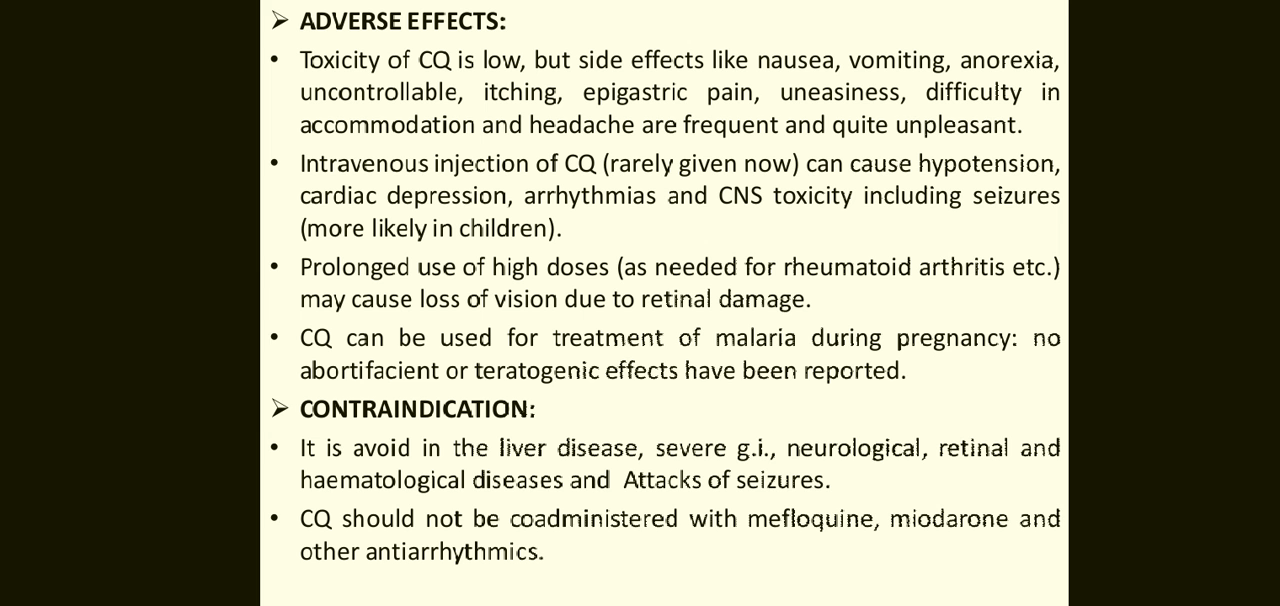 ➢ ADVERSE EFFECTS:
• Toxicity of CQ is low, but side effects like nausea, vomiting, anorexia,
uncontrollable, itching, epigastric pain, uneasiness, difficulty in
accommodation and headache are frequent and quite unpleasant.
• Intravenous injection of CQ (rarely given now) can cause hypotension,
cardiac depression, arrhythmias and CNS toxicity including seizures
(more likely in children).
• Prolonged use of high doses (as needed for rheumatoid arthritis etc.)
may cause loss of vision due to retinal damage.
• CQ can be used for treatment of malaria during pregnancy: no
abortifacient or teratogenic effects have been reported.
➢ CONTRAINDICATION:
• It is avoid in the liver disease, severe g.i., neurological, retinal and
haematological diseases and Attacks of seizures.
• CQ should not be coadministered with mefloquine, miodarone and
other antiarrhythmics.